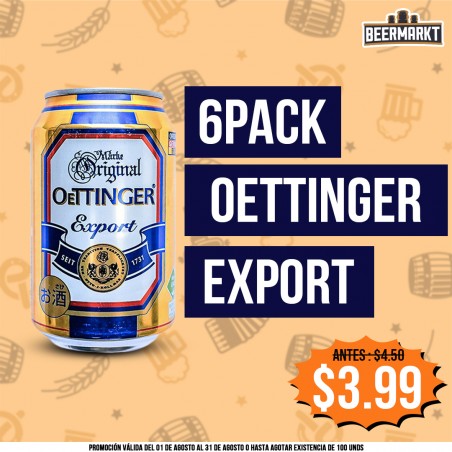 BEERMARKT
6PACK
OETTINGER
EXPORT
Marke
Original
OeTTINGER
Export
SEIT 1731
お酒
ANTES : $4.50
$3.99
PROMOCIÓN VÁLIDA DEL 01 DE AGOSTO AL 31 DE AGOSTO O HASTA AGOTAR EXISTENCIA DE 100 UNDS